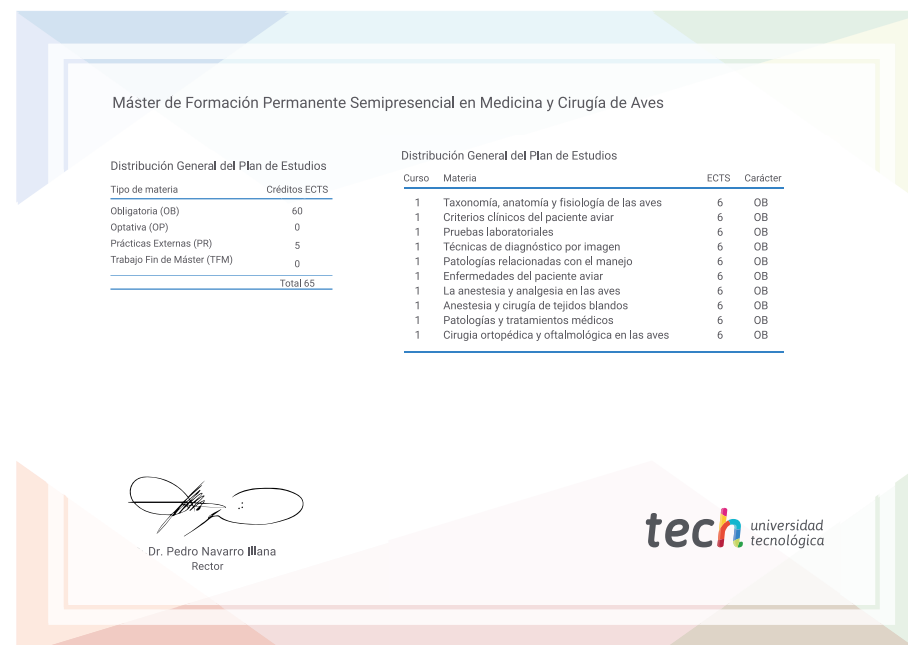 Máster de Formación Permanente Semipresencial en Medicina y Cirugía de Aves
Distribución General del Plan de Estudios
Tipo de materia Créditos ECTS
Obligatoria (OB) 60
Optativa (OP) 0
Prácticas Externas (PR) 5
Trabajo Fin de Máster (TFM) 0
Total 65
Distribución General del Plan de Estudios
Curso Materia ECTS Carácter
1 Taxonomía, anatomía y fisiología de las aves 6 OB
1 Criterios clínicos del paciente aviar 6 OB
1 Pruebas laboratoriales 6 OB
1 Técnicas de diagnóstico por imagen 6 OB
1 Patologías relacionadas con el manejo 6 OB
1 Enfermedades del paciente aviar 6 OB
1 La anestesia y analgesia en las aves 6 OB
1 Anestesia y cirugía de tejidos blandos 6 OB
1 Patologías y tratamientos médicos 6 OB
1 Cirugia ortopédica y oftalmológica en las aves 6 OB
Dr. Pedro Navarro Illana
Rector
tech universidad
tecnológica